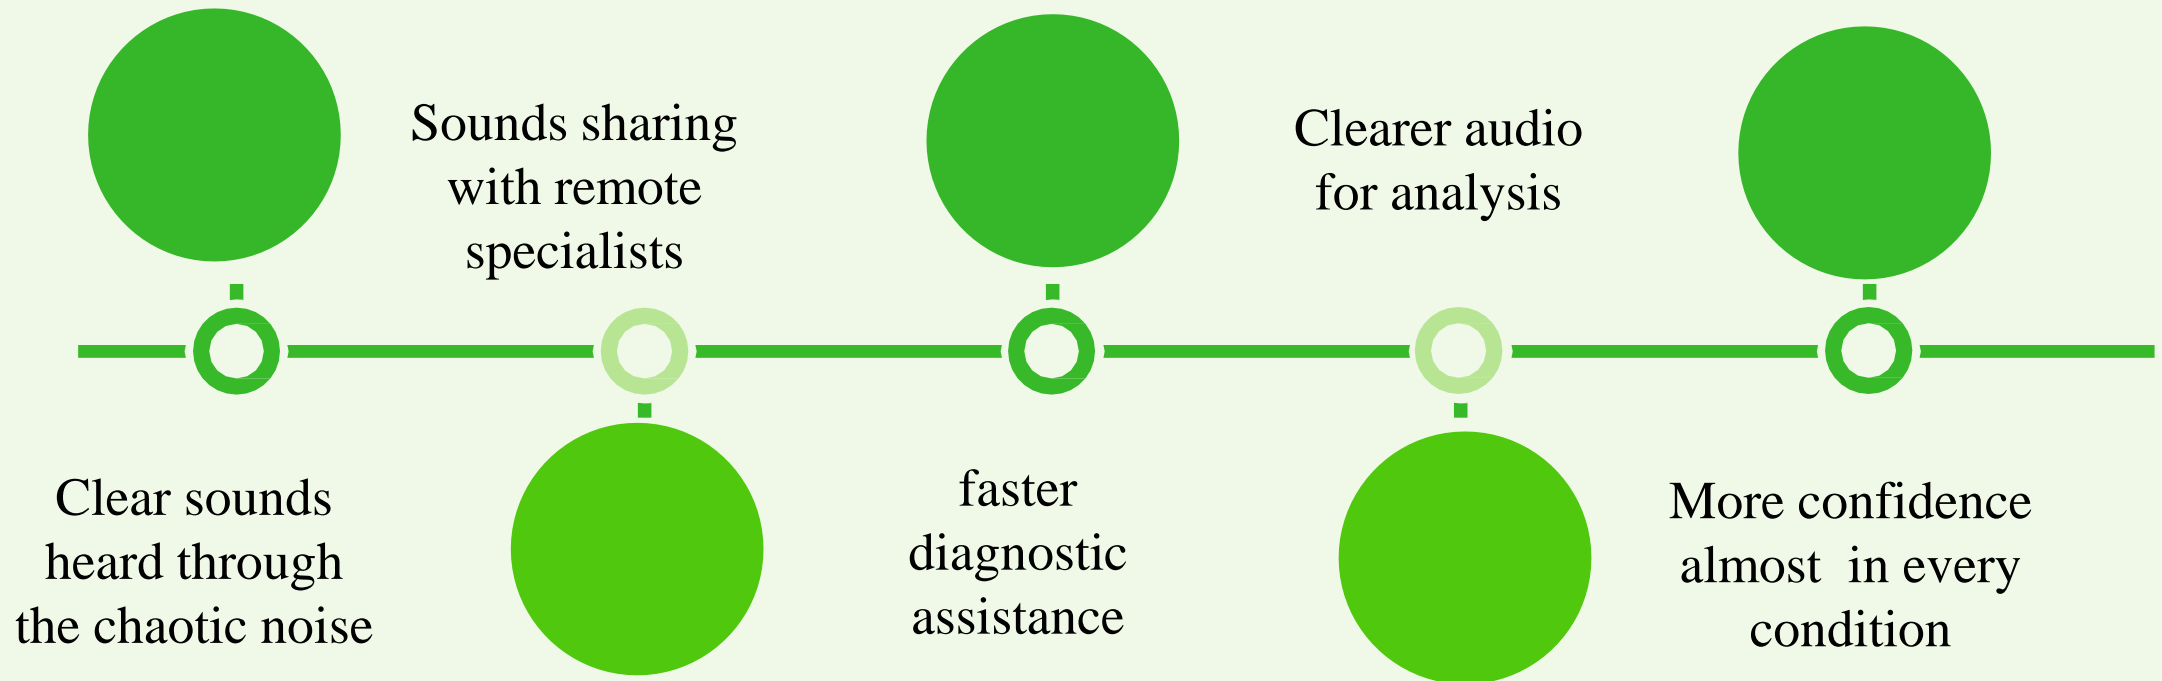 Clear sounds
heard through
the chaotic noise
Sounds sharing
with remote
specialists
faster
diagnostic
assistance
Clearer audio
for analysis
More confidence
almost  in every
condition